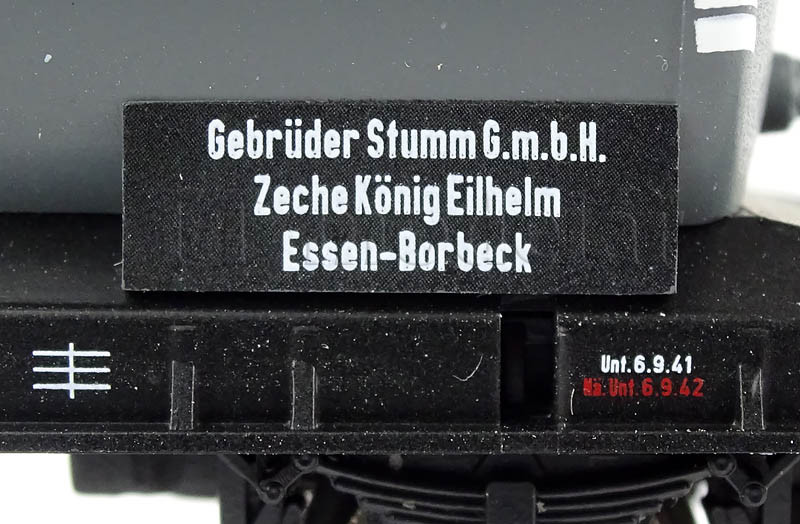 Gebrüder Stumm G.m.b.H.
Zeche König Eilhelm
Essen-Borbeck
Unt.6.9.41
Nä.Unt.6.9.42